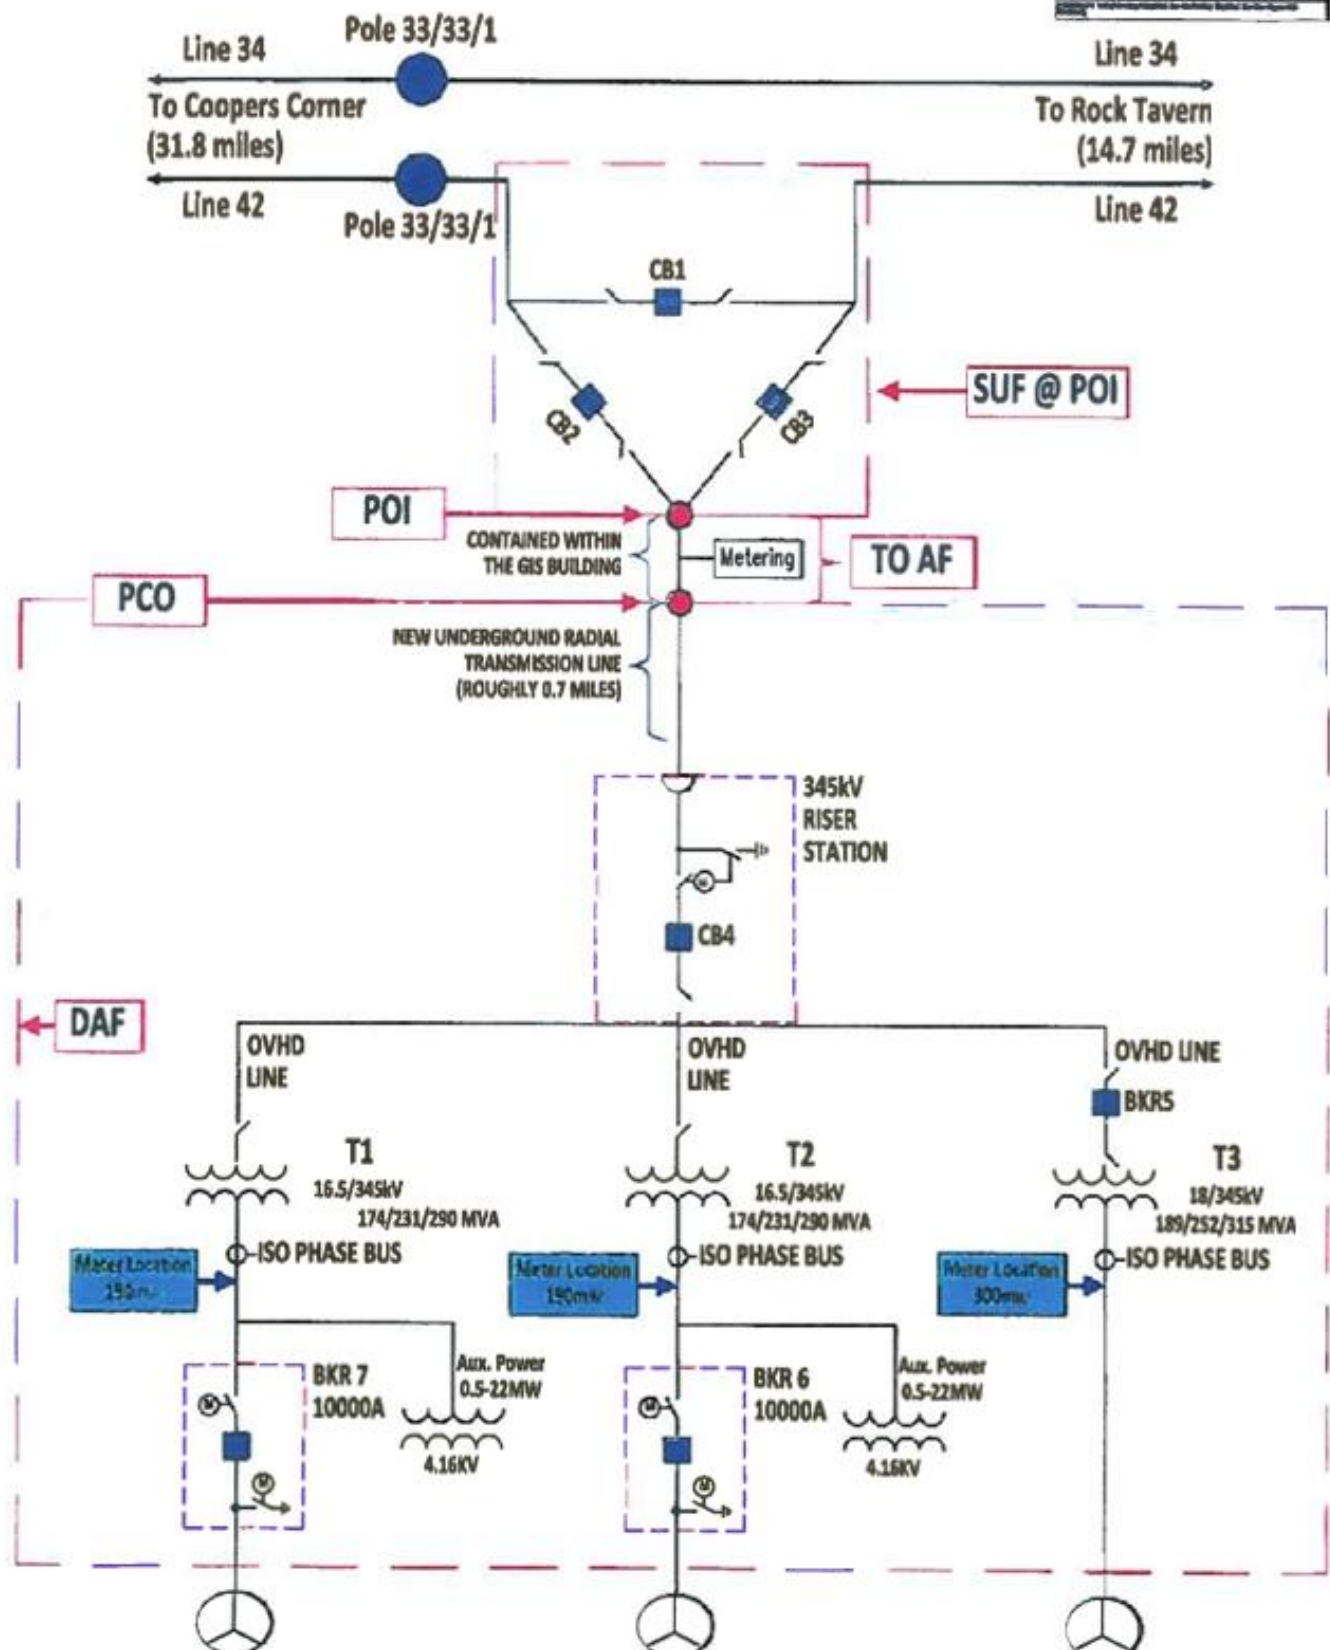 Pole 33/33/1
Line 34
Line 34
To Coopers Corner
(31.8 miles)
To Rock Tavern
(14.7 miles)
Line 42
Pole 33/33/1
Line 42
CB1
CB2
CB3
SUF @ POI
POI
CONTAINED WITHIN
THE GIS BUILDING
Metering
TO AF
PCO
NEW UNDERGROUND RADIAL
TRANSMISSION LINE
(ROUGHLY 0.7 MILES)
345kV
RISER
STATION
M
CB4
DAF
OVHD
LINE
OVHD
LINE
OVHD LINE
BKR5
T1
16.5/345kV
174/231/290 MVA
T2
16.5/345kV
174/231/290 MVA
T3
18/345kV
189/252/315 MVA
ISO PHASE BUS
ISO PHASE BUS
ISO PHASE BUS
Meter Location
Meter Location
190mw
Meter Location
300mw
BKR 7
10000A
Aux. Power
0.5-22MW
4.16KV
M
M
BKR 6
10000A
Aux. Power
0.5-22MW
4.16KV
M
M